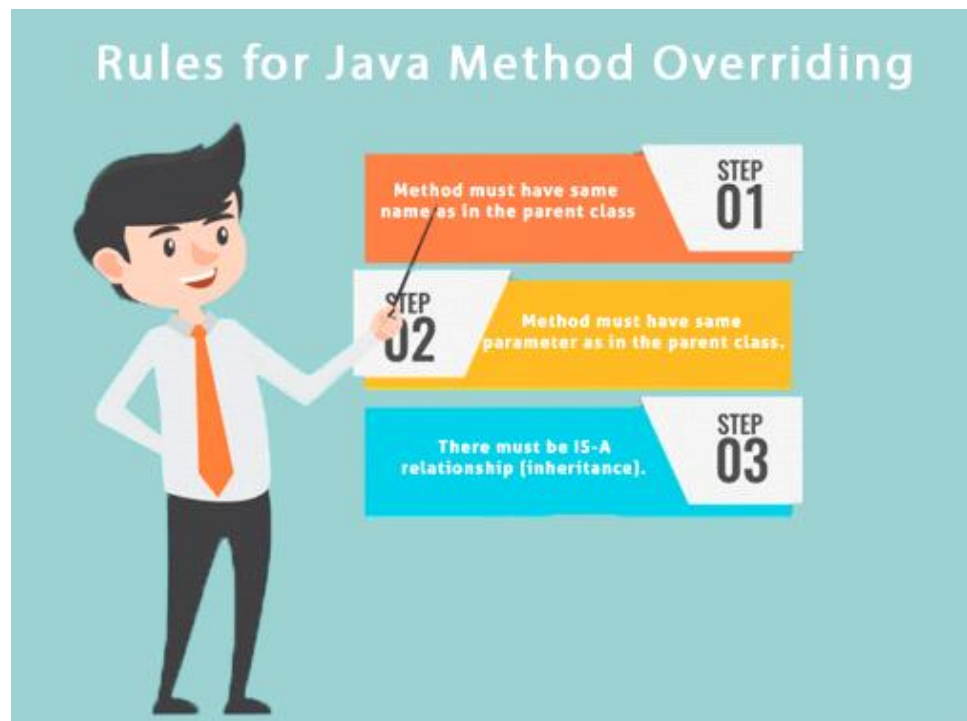 Rules for Java Method Overriding
Method must have same
name as in the parent class
STEP
01
STEP
02
Method must have same
parameter as in the parent class.
There must be IS-A
relationship (inheritance).
STEP
03